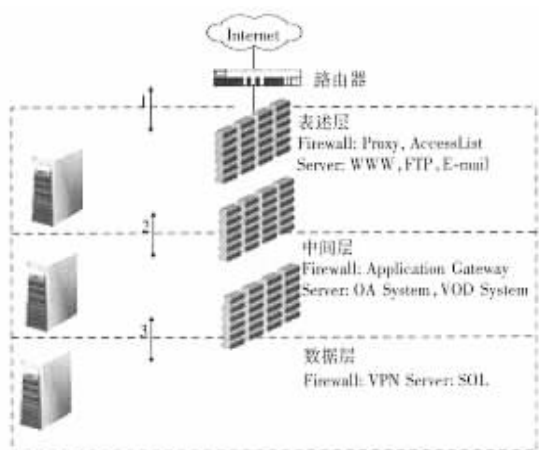 Internet
路由器
1
表述层
Firewall: Proxy, AccessList
Server: WWW, FTP, E-mail
2
中间层
Firewall: Application Gateway
Server: OA System, VOD System
3
数据层
Firewall: VPN Server: SOL